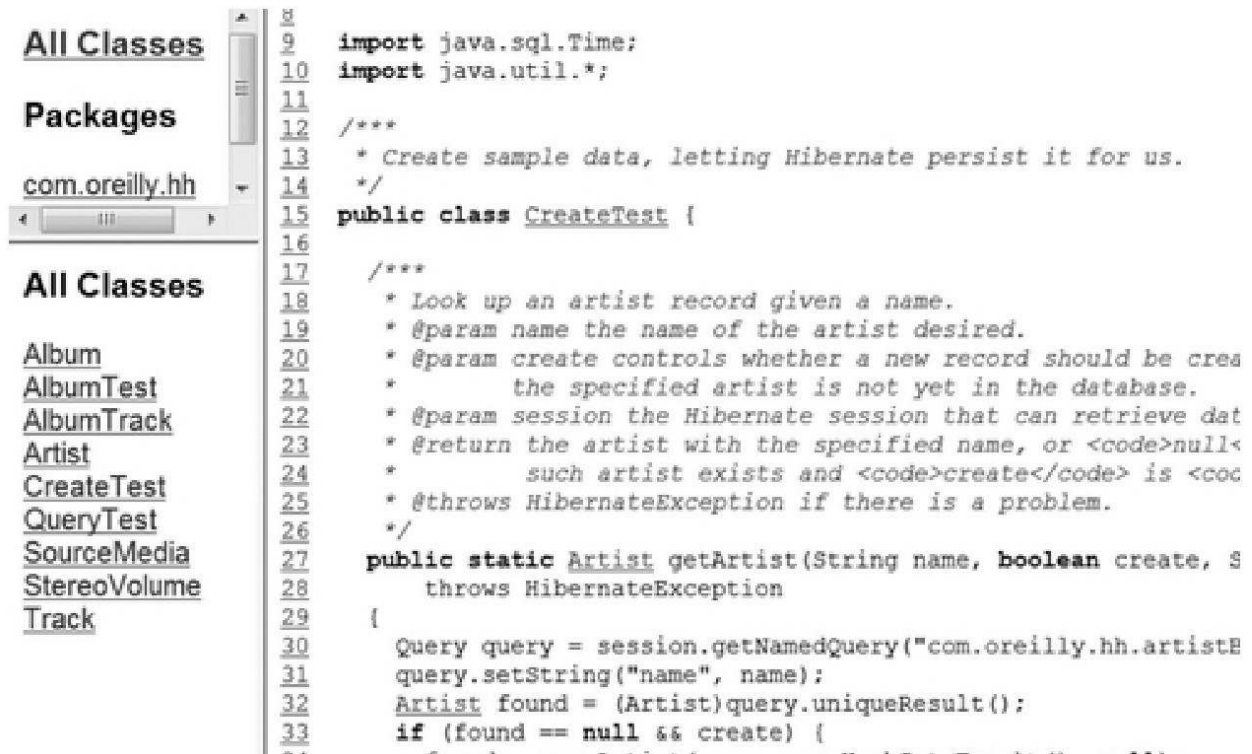 All Classes
Packages
com.oreilly.hh
All Classes
Album
AlbumTest
AlbumTrack
Artist
CreateTest
QueryTest
SourceMedia
StereoVolume
Track
8
9 import java.sql.Time;
10 import java.util.*;
11
12 /***
13 * Create sample data, letting Hibernate persist it for us.
14 */
15 public class CreateTest {
16
17 /***
18 * Look up an artist record given a name.
19 * @param name the name of the artist desired.
20 * @param create controls whether a new record should be crea
21 * the specified artist is not yet in the database.
22 * @param session the Hibernate session that can retrieve dat
23 * @return the artist with the specified name, or <code>null<
24 * such artist exists and <code>create</code> is <coc
25 * @throws HibernateException if there is a problem.
26 */
27 public static Artist getArtist(String name, boolean create, S
28 throws HibernateException
29 {
30 Query query = session.getNamedQuery("com.oreilly.hh.artistB
31 query.setString("name", name);
32 Artist found = (Artist)query.uniqueResult();
33 if (found == null && create) {